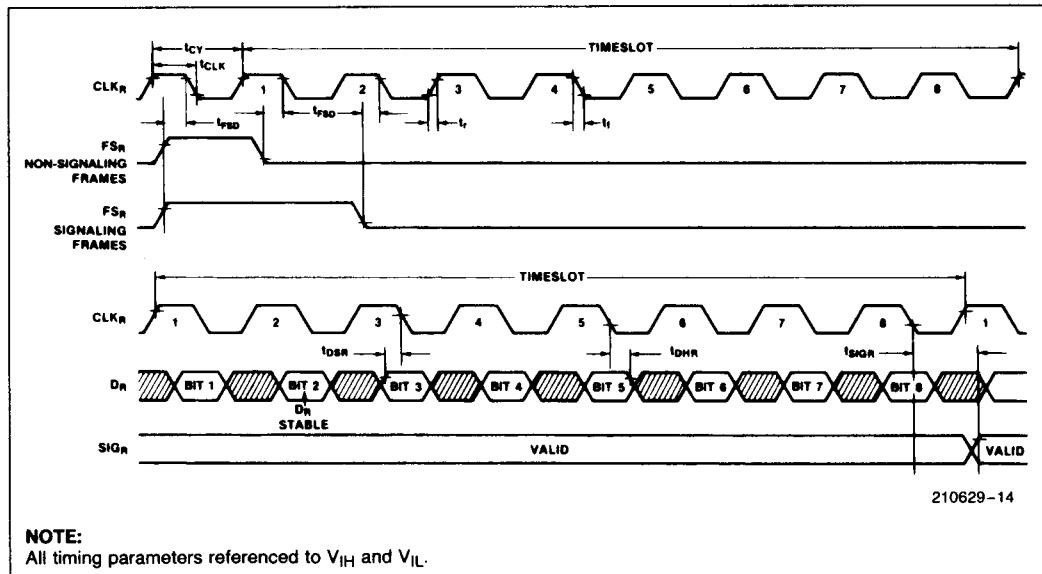 tCY
TIMESLOT
tCLK
CLKR
1 2 3 4 5 6 7 8
tFSD
tFSD
tr
tf
FSR
NON-SIGNALING
FRAMES
FSR
SIGNALING
FRAMES
TIMESLOT
CLKR
1 2 3 4 5 6 7 8 1
tDSR
tDHR
tSIGR
DR
BIT 1 BIT 2 BIT 3 BIT 4 BIT 5 BIT 6 BIT 7 BIT 8
DR
STABLE
SIGR
VALID
VALID
210629–14
NOTE:
All timing parameters referenced to VIH and VIL.